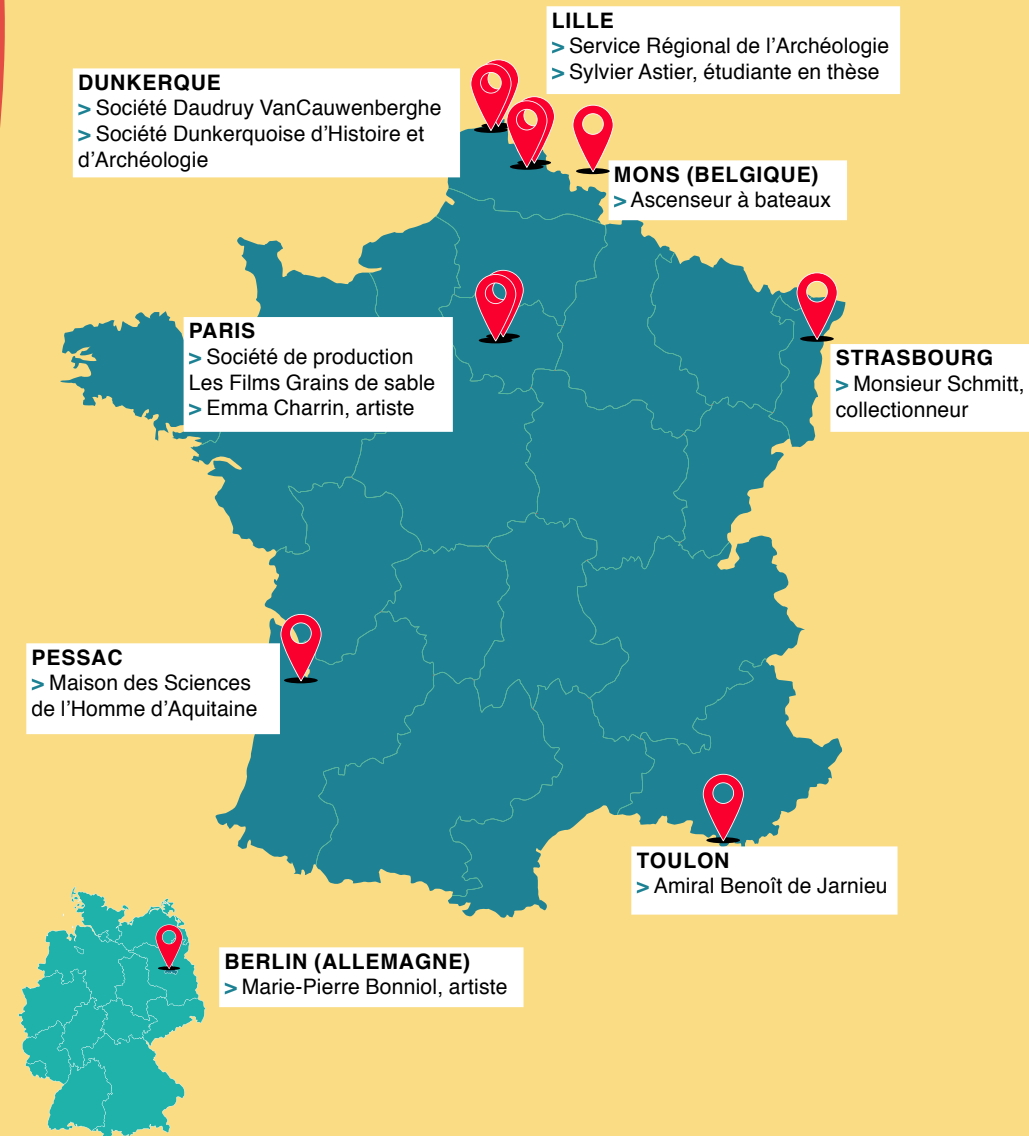 LILLE
> Service Régional de l'Archéologie
> Sylvier Astier, étudiante en thèse
DUNKERQUE
> Société Daudruy VanCauwenberghe
> Société Dunkerquoise d'Histoire et
d'Archéologie
MONS (BELGIQUE)
> Ascenseur à bateaux
PARIS
> Société de production
Les Films Grains de sable
> Emma Charrin, artiste
STRASBOURG
> Monsieur Schmitt,
collectionneur
PESSAC
> Maison des Sciences
de l'Homme d'Aquitaine
TOULON
> Amiral Benoît de Jarnieu
BERLIN (ALLEMAGNE)
> Marie-Pierre Bonniol, artiste